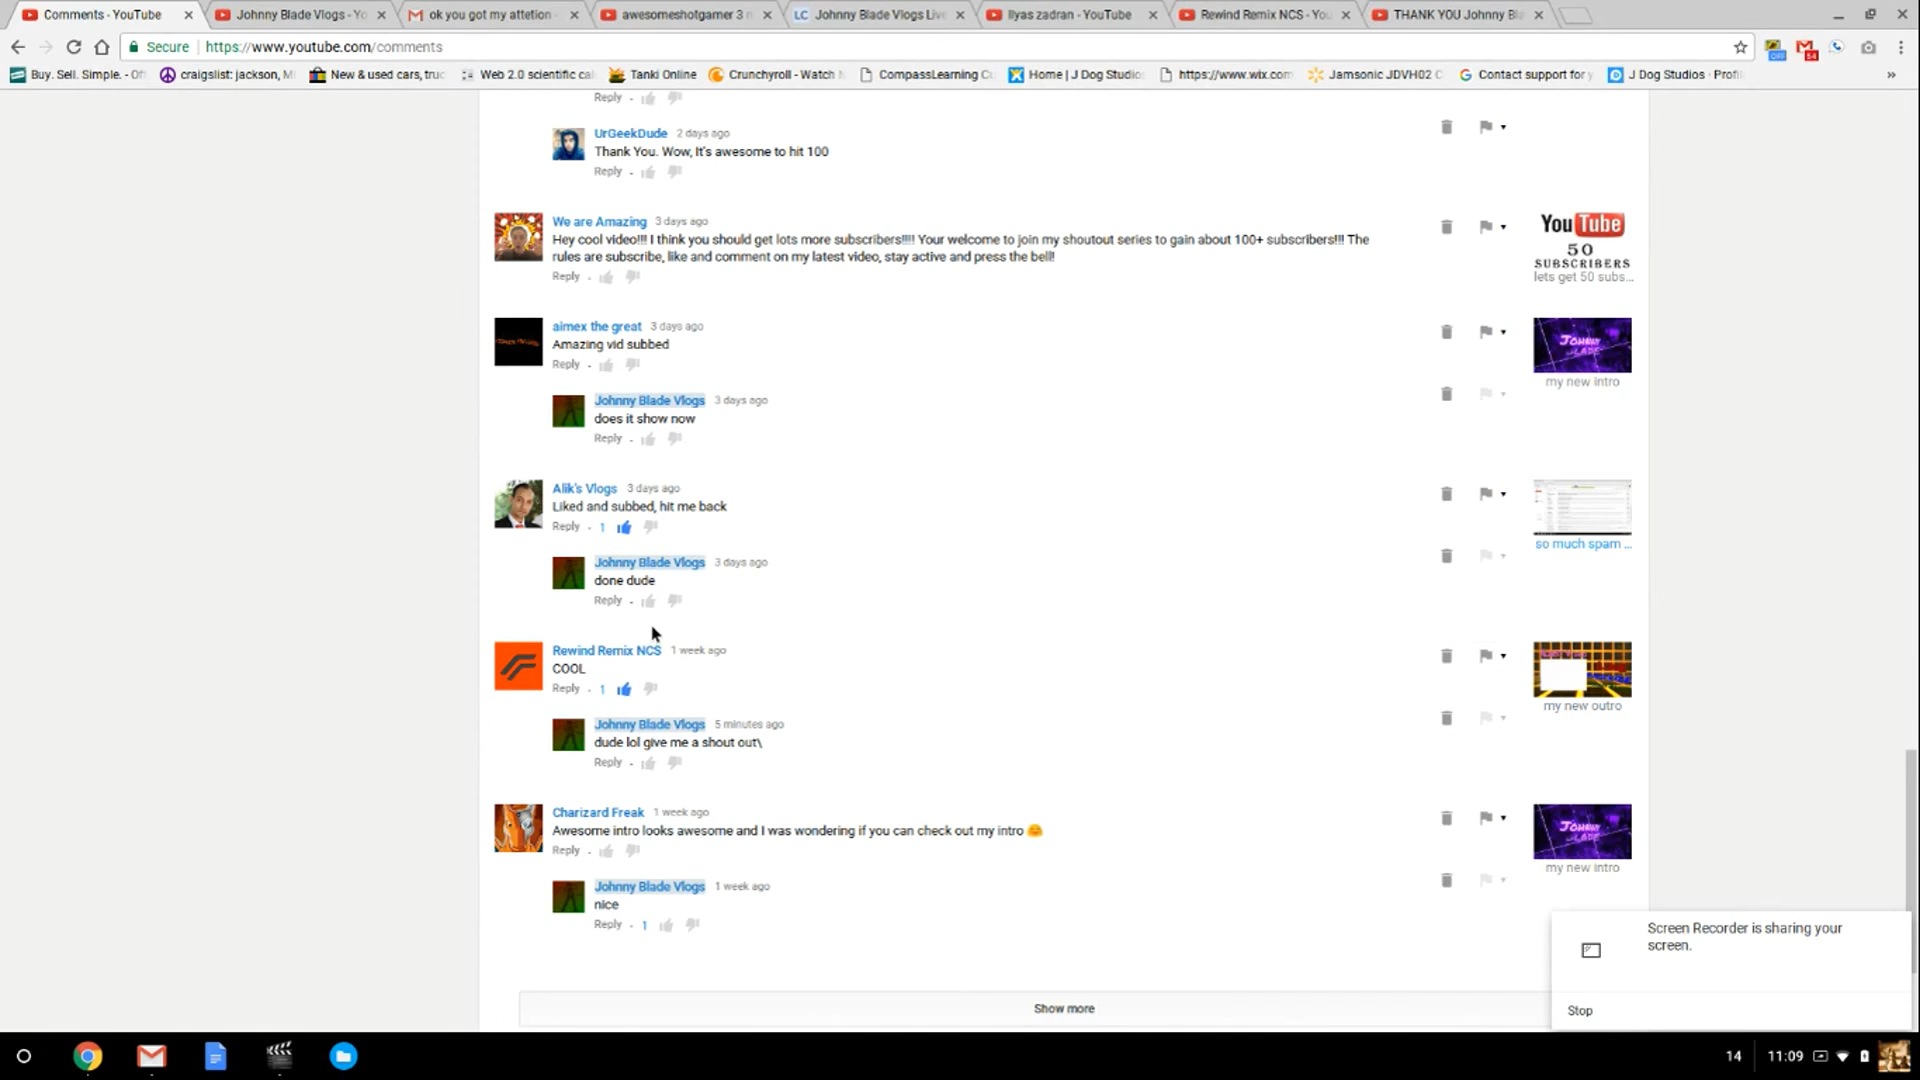 Comments - YouTube
Johnny Blade Vlogs - Yo
ok you got my attetion
awesomeshotgamer 3
LC Johnny Blade Vlogs Live
Ilyas zadran - YouTube
Rewind Remix NCS - You
THANK YOU Johnny Bla
Secure https://www.youtube.com/comments
OFF
54
Buy. Sell. Simple. - Of
craigslist: jackson, M
New & used cars, truc
Web 2.0 scientific cal
Tanki Online
Crunchyroll - Watch
CompassLearning
Home | J Dog Studios
https://www.wix.com
Jamsonic JDVH02
Contact support for
J Dog Studios - Profi
»
Reply
UrGeekDude 2 days ago
Thank You. Wow, It's awesome to hit 100
Reply
We are Amazing 3 days ago
Hey cool video!!! I think you should get lots more subscribers!!!! Your welcome to join my shoutout series to gain about 100+ subscribers!!! The
rules are subscribe, like and comment on my latest video, stay active and press the bell!
Reply
YouTube
50
SUBSCRIBERS
lets get 50 subs...
aimex the great 3 days ago
Amazing vid subbed
Reply
JOHNNY
my new intro
Johnny Blade Vlogs 3 days ago
does it show now
Reply
Alik's Vlogs 3 days ago
Liked and subbed, hit me back
Reply 1
so much spam ...
Johnny Blade Vlogs 3 days ago
done dude
Reply
Rewind Remix NCS 1 week ago
COOL
Reply 1
my new outro
Johnny Blade Vlogs 5 minutes ago
dude lol give me a shout out\
Reply
Charizard Freak 1 week ago
Awesome intro looks awesome and I was wondering if you can check out my intro
Reply
JOHNNY
my new intro
Johnny Blade Vlogs 1 week ago
nice
Reply 1
Show more
Screen Recorder is sharing your
screen.
Stop
14
11:09